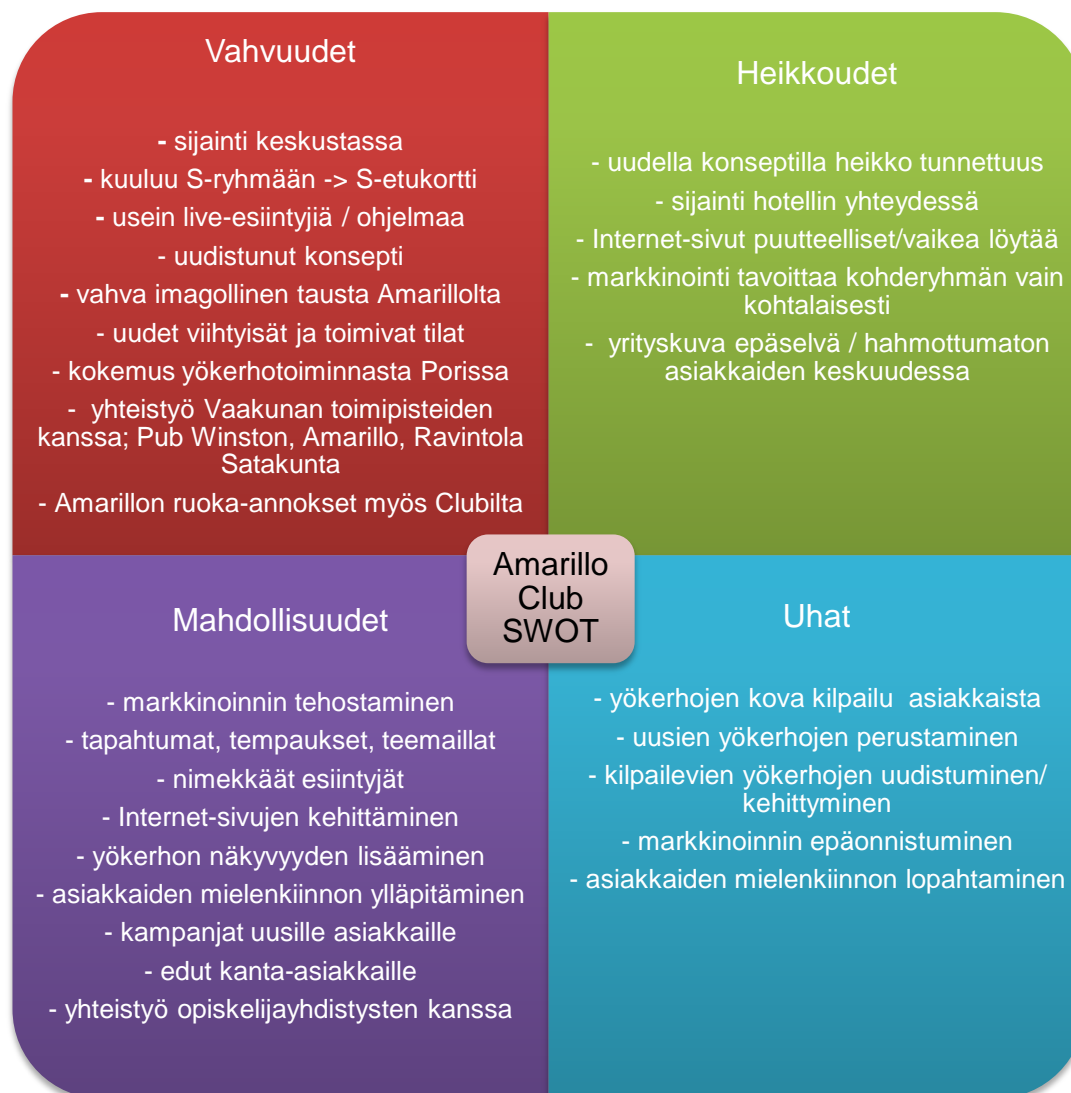 Vahvuudet
- sijainti keskustassa
- kuuluu S-ryhmään -> S-etukortti
- usein live-esiintyjiä / ohjelmaa
- uudistunut konsepti
- vahva imagollinen tausta Amarillolta
- uudet viihtyisät ja toimivat tilat
- kokemus yökerhotoiminnasta Porissa
- yhteistyö Vaakunan toimipisteiden
kanssa; Pub Winston, Amarillo, Ravintola
Satakunta
- Amarillon ruoka-annokset myös Clubilta
Heikkoudet
- uudella konseptilla heikko tunnettuus
- sijainti hotellin yhteydessä
- Internet-sivut puutteelliset/vaikea löytää
- markkinointi tavoittaa kohderyhmän vain
kohtalaisesti
- yrityskuva epäselvä / hahmottumaton
asiakkaiden keskuudessa
Amarillo
Club
SWOT
Mahdollisuudet
- markkinoinnin tehostaminen
- tapahtumat, tempaukset, teemaillat
- nimekkäät esiintyjät
- Internet-sivujen kehittäminen
- yökerhon näkyvyyden lisääminen
- asiakkaiden mielenkiinnon ylläpitäminen
- kampanjat uusille asiakkaille
- edut kanta-asiakkaille
- yhteistyö opiskelijayhdistysten kanssa
Uhat
- yökerhojen kova kilpailu asiakkaista
- uusien yökerhojen perustaminen
- kilpailevien yökerhojen uudistuminen/
kehittyminen
- markkinoinnin epäonnistuminen
- asiakkaiden mielenkiinnon lopahtaminen